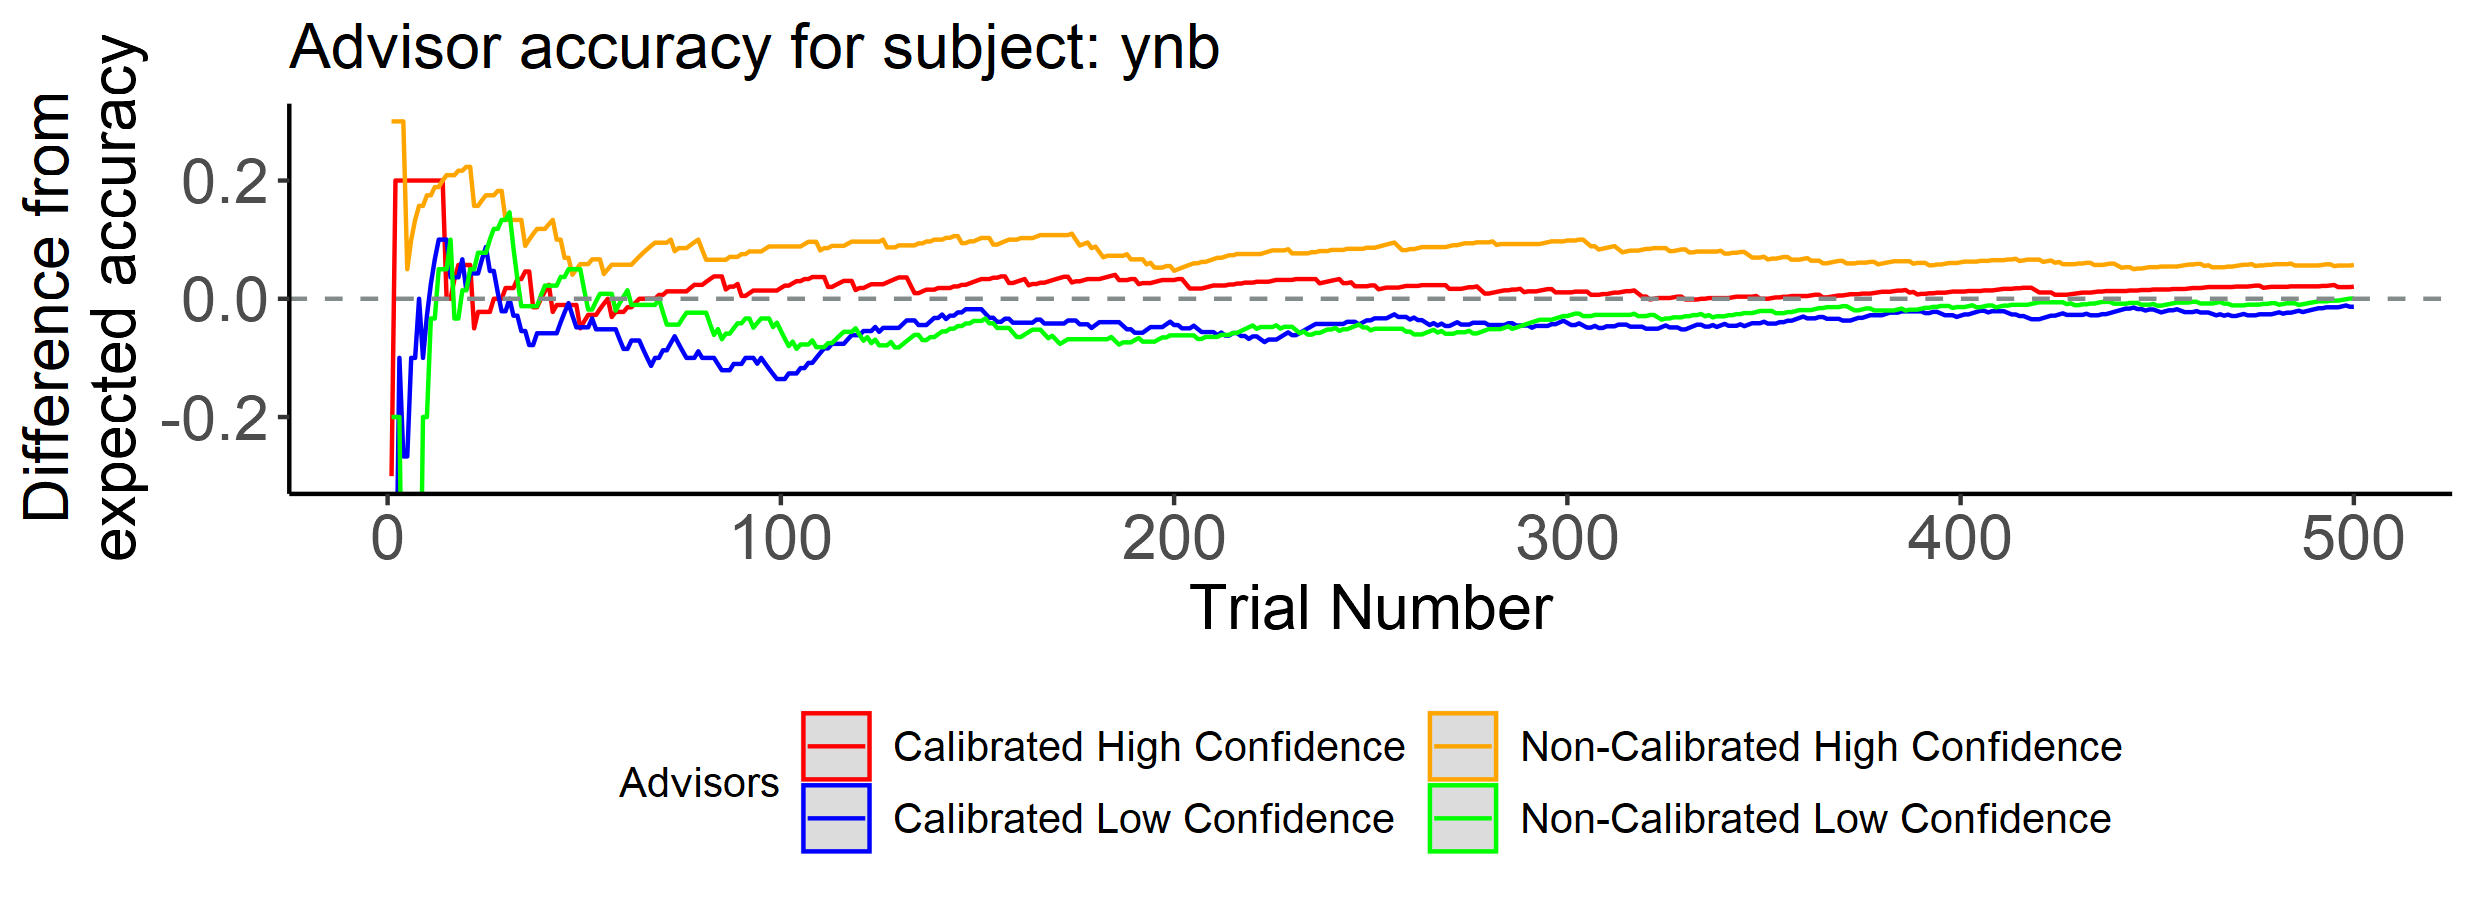 Advisor accuracy for subject: ynb
Difference from
expected accuracy
0.2
0.0
-0.2
0 100 200 300 400 500
Trial Number
Advisors
Calibrated High Confidence
Calibrated Low Confidence
Non-Calibrated High Confidence
Non-Calibrated Low Confidence